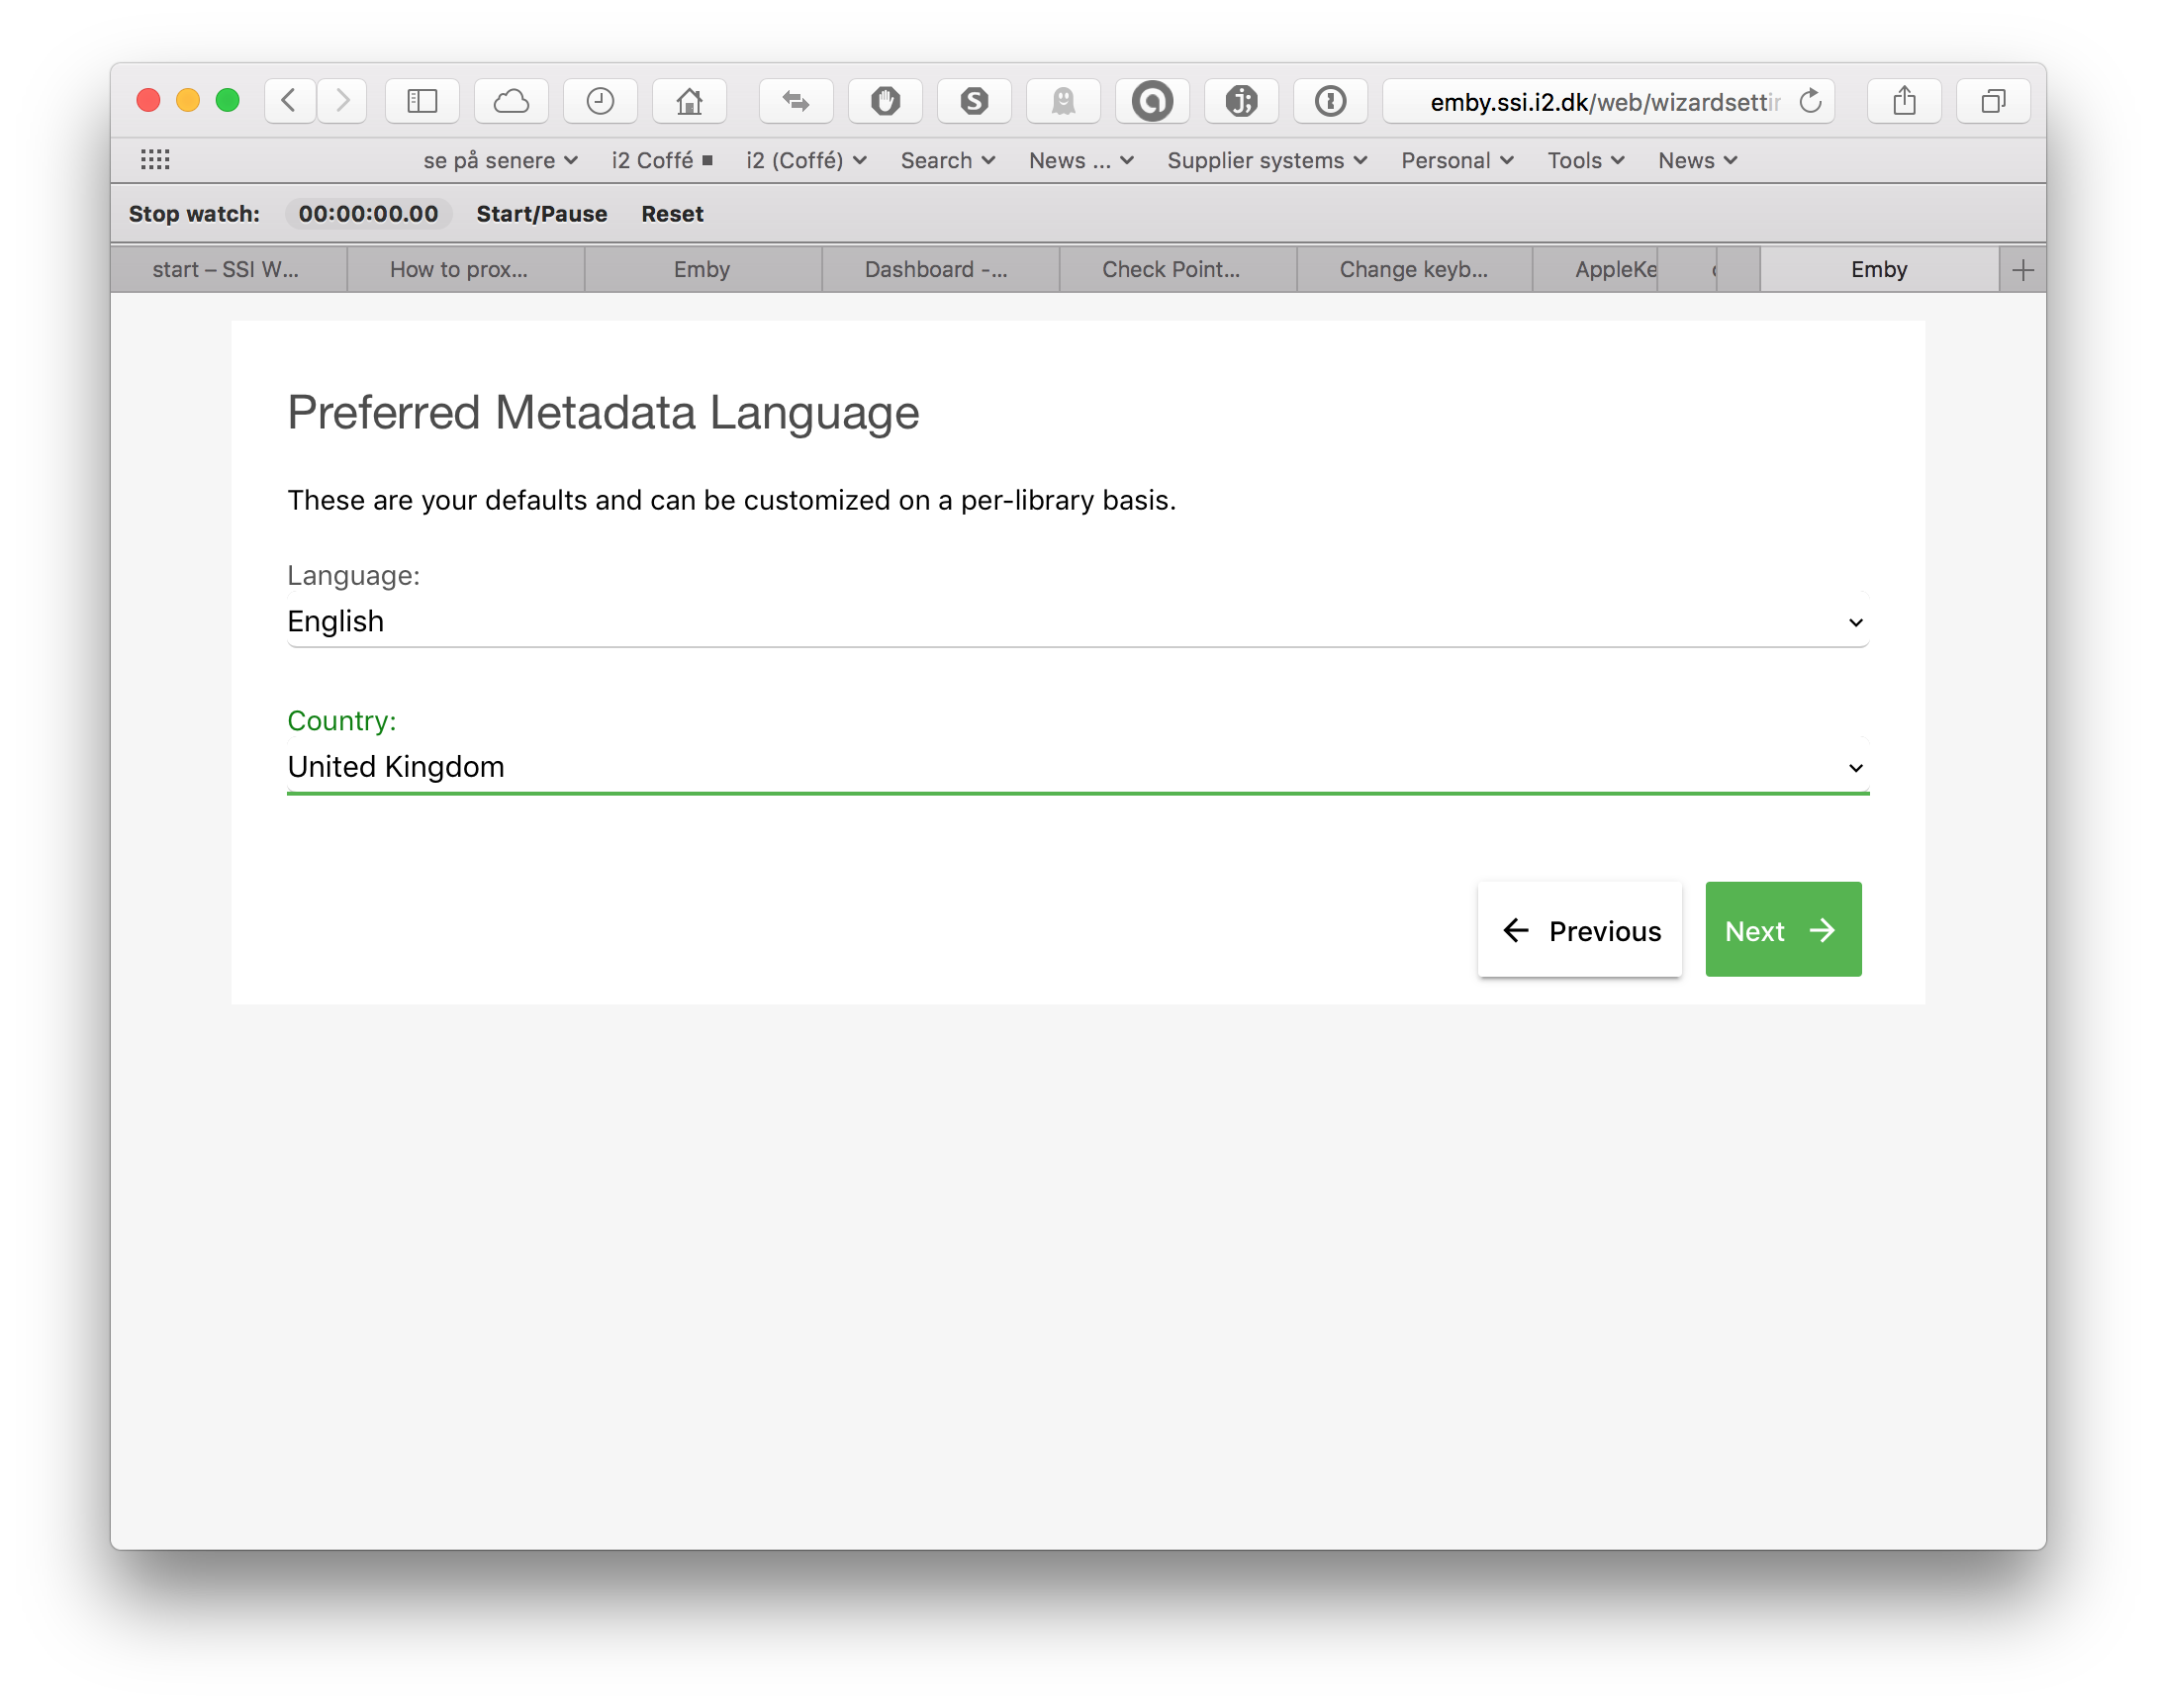 emby.ssi.i2.dk/web/wizardsettin
se på senere i2 Coffé i2 (Coffé) Search News ... Supplier systems Personal Tools News
Stop watch: 00:00:00.00 Start/Pause Reset
start – SSI W... How to prox... Emby Dashboard -... Check Point... Change keyb... AppleKe Emby
Preferred Metadata Language
These are your defaults and can be customized on a per-library basis.
Language:
English
Country:
United Kingdom
Previous Next